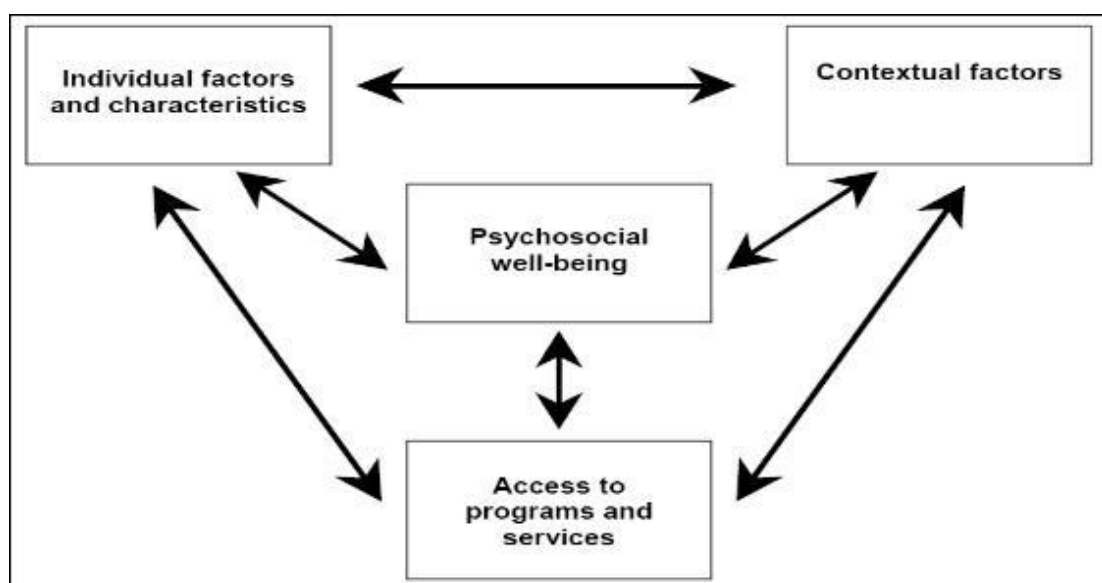 Individual factors
and characteristics
Contextual factors
Psychosocial
well-being
Access to
programs and
services